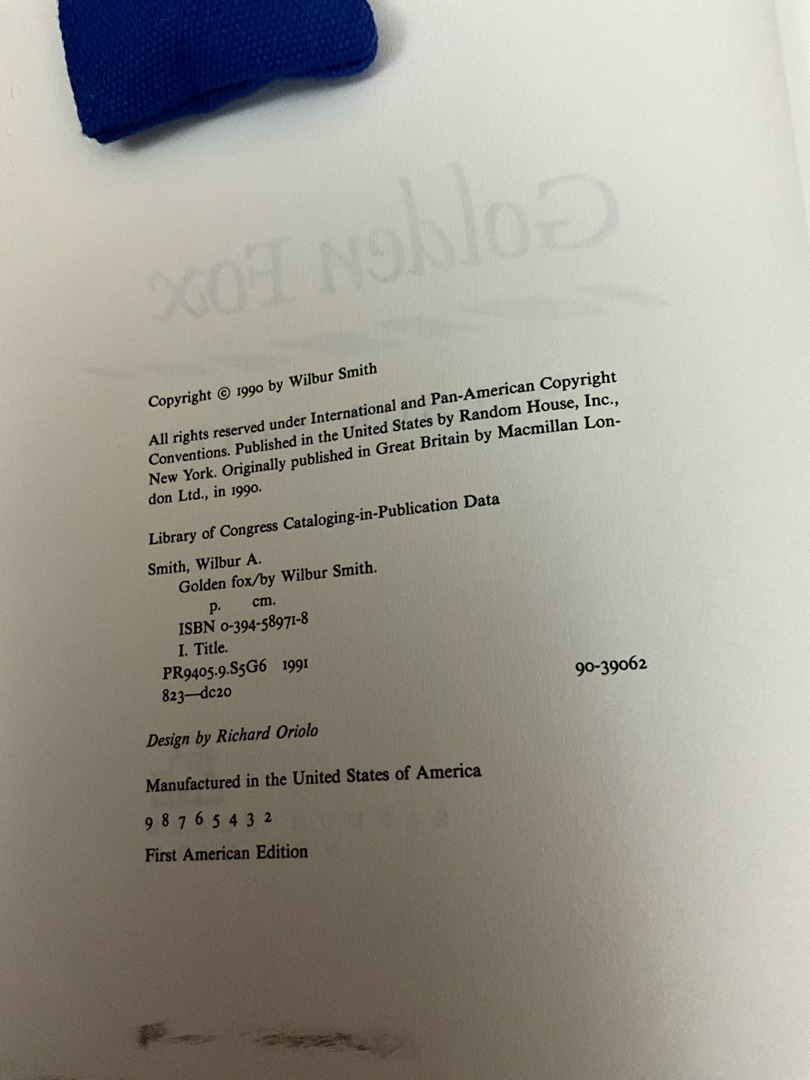 Golden Fox
Copyright © 1990 by Wilbur Smith
All rights reserved under International and Pan-American Copyright
Conventions. Published in the United States by Random House, Inc.,
New York. Originally published in Great Britain by Macmillan Lon-
don Ltd., in 1990.
Library of Congress Cataloging-in-Publication Data
Smith, Wilbur A.
Golden fox/by Wilbur Smith.
p. cm.
ISBN 0-394-58971-8
I. Title.
PR9405.9.S5G6 1991 90-39062
823—dc20
Design by Richard Oriolo
Manufactured in the United States of America
9 8 7 6 5 4 3 2
First American Edition